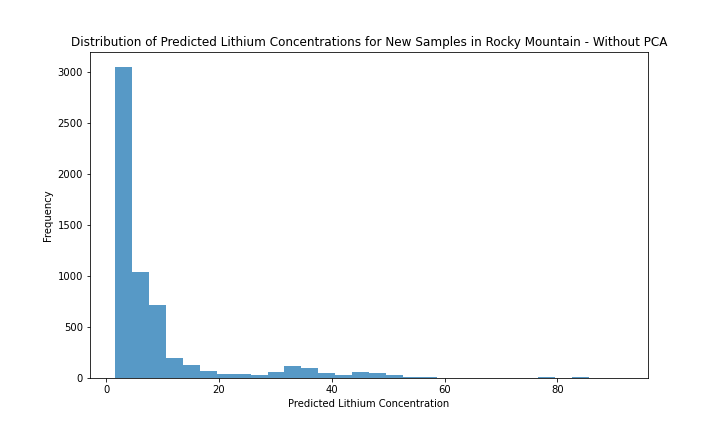 Distribution of Predicted Lithium Concentrations for New Samples in Rocky Mountain - Without PCA
3000
2500
2000
1500
1000
500
0
Frequency
0 20 40 60 80
Predicted Lithium Concentration